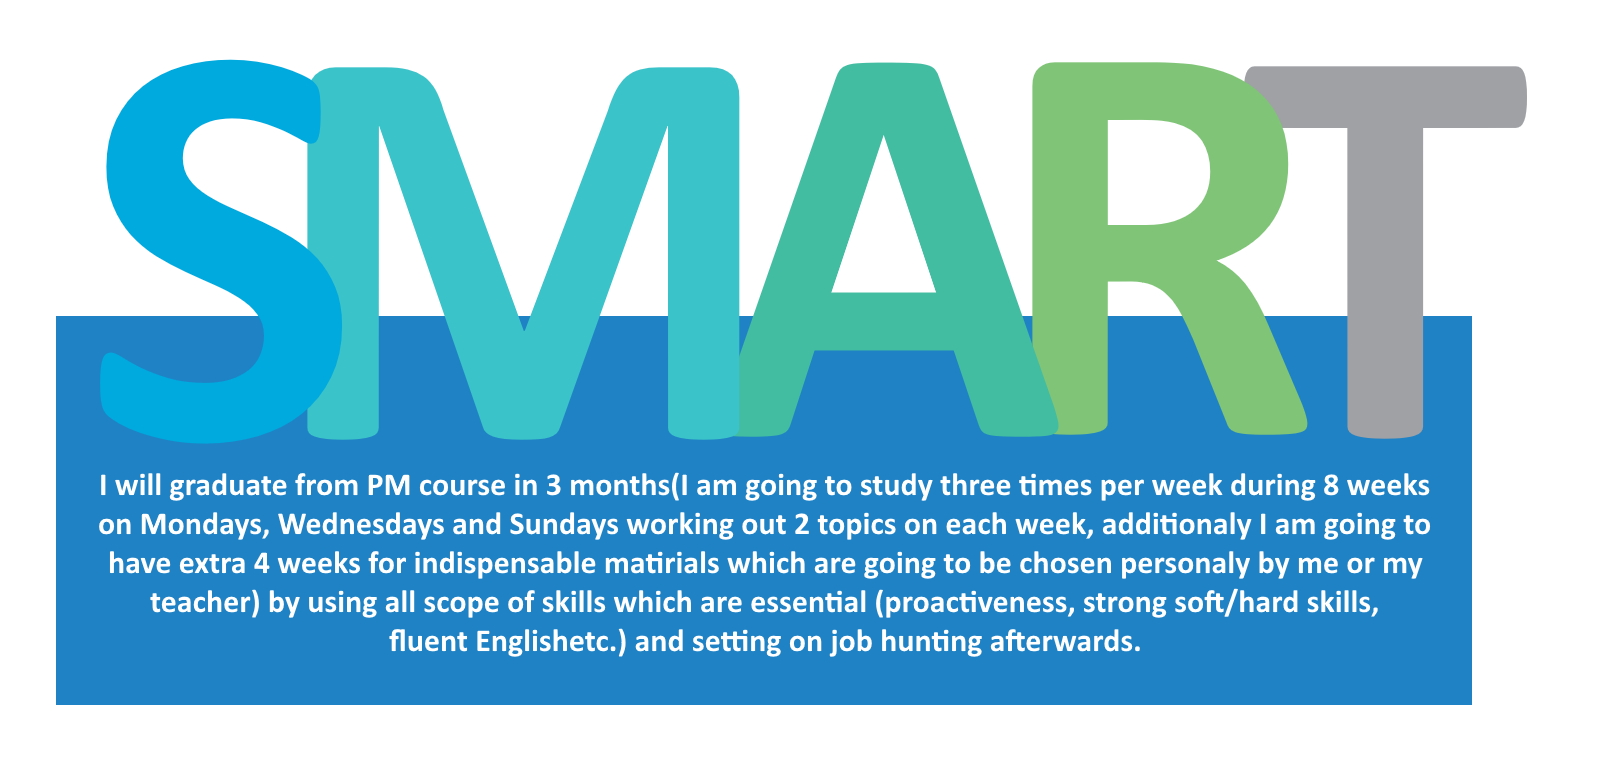 SMART
I will graduate from PM course in 3 months(I am going to study three times per week during 8 weeks
on Mondays, Wednesdays and Sundays working out 2 topics on each week, additionaly I am going to
have extra 4 weeks for indispensable matirials which are going to be chosen personaly by me or my
teacher) by using all scope of skills which are essential (proactiveness, strong soft/hard skills,
fluent Englishetc.) and setting on job hunting afterwards.